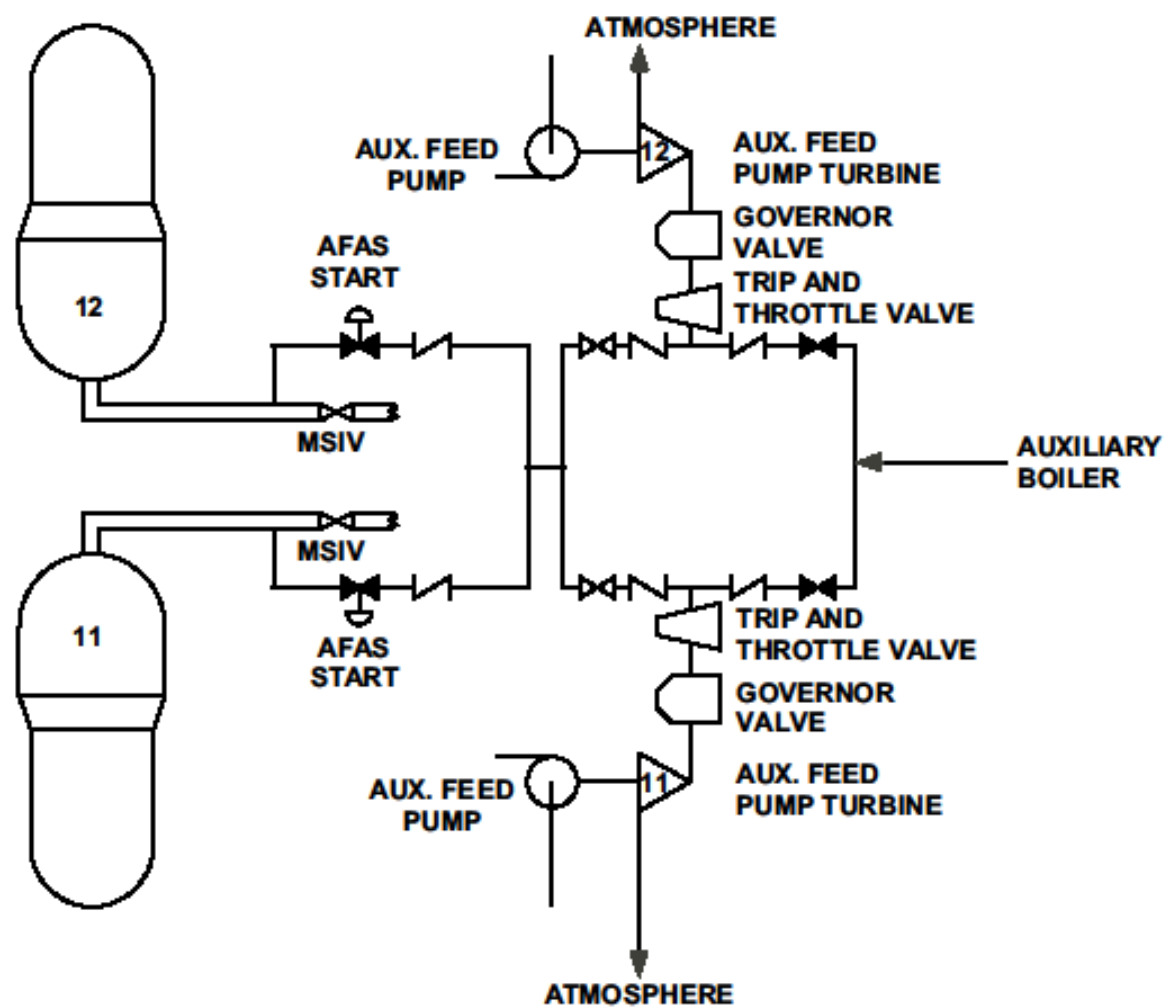 ATMOSPHERE
AUX. FEED
PUMP
12
AUX. FEED
PUMP TURBINE
GOVERNOR
VALVE
AFAS
START
TRIP AND
THROTTLE VALVE
12
MSIV
AUXILIARY
BOILER
MSIV
11
AFAS
START
TRIP AND
THROTTLE VALVE
GOVERNOR
VALVE
AUX. FEED
PUMP
11
AUX. FEED
PUMP TURBINE
ATMOSPHERE